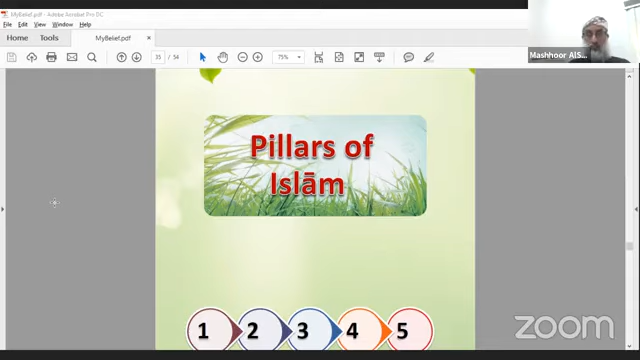 MyBelief.pdf - Adobe Acrobat Pro DC
File Edit View Window Help
Home Tools
MyBelief.pdf ×
35 / 54
75%
Mashhoor AlS...
Pillars of
Islām
1 2 3 4 5
zoom